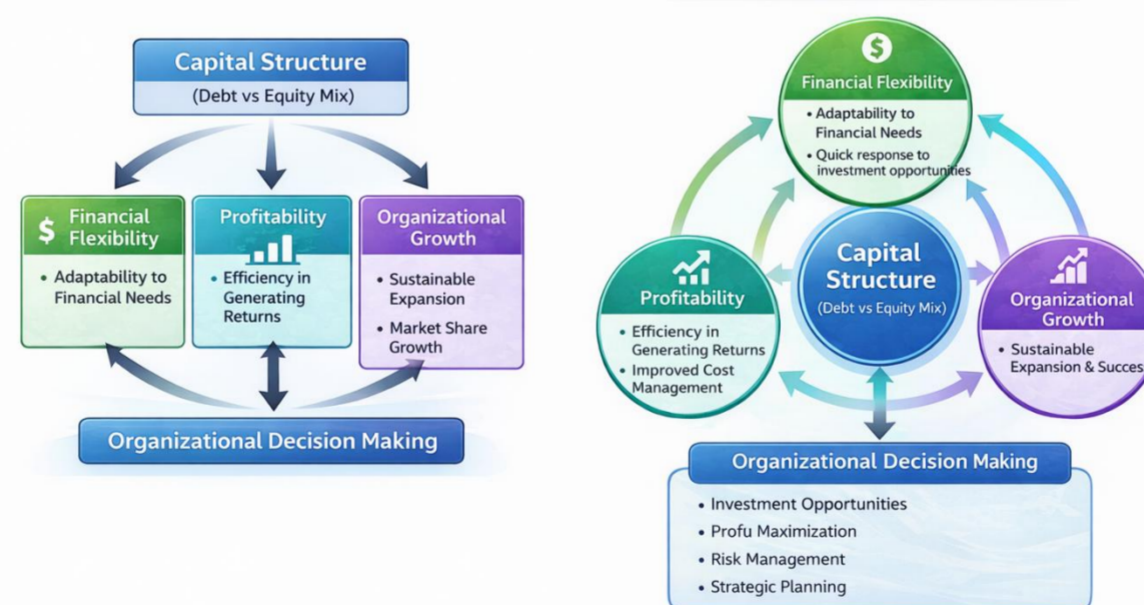 Capital Structure
(Debt vs Equity Mix)
$ Financial
Flexibility
• Adaptability to
Financial Needs
Profitability
• Efficiency in
Generating
Returns
Organizational
Growth
• Sustainable
Expansion
• Market Share
Growth
Organizational Decision Making
$
Financial Flexibility
• Adaptability to
Financial Needs
• Quick response to
investment opportunities
Capital
Structure
(Debt vs Equity Mix)
Profitability
• Efficiency in
Generating Returns
• Improved Cost
Management
Organizational
Growth
• Sustainable
Expansion & Succes
Organizational Decision Making
• Investment Opportunities
• Profu Maximization
• Risk Management
• Strategic Planning